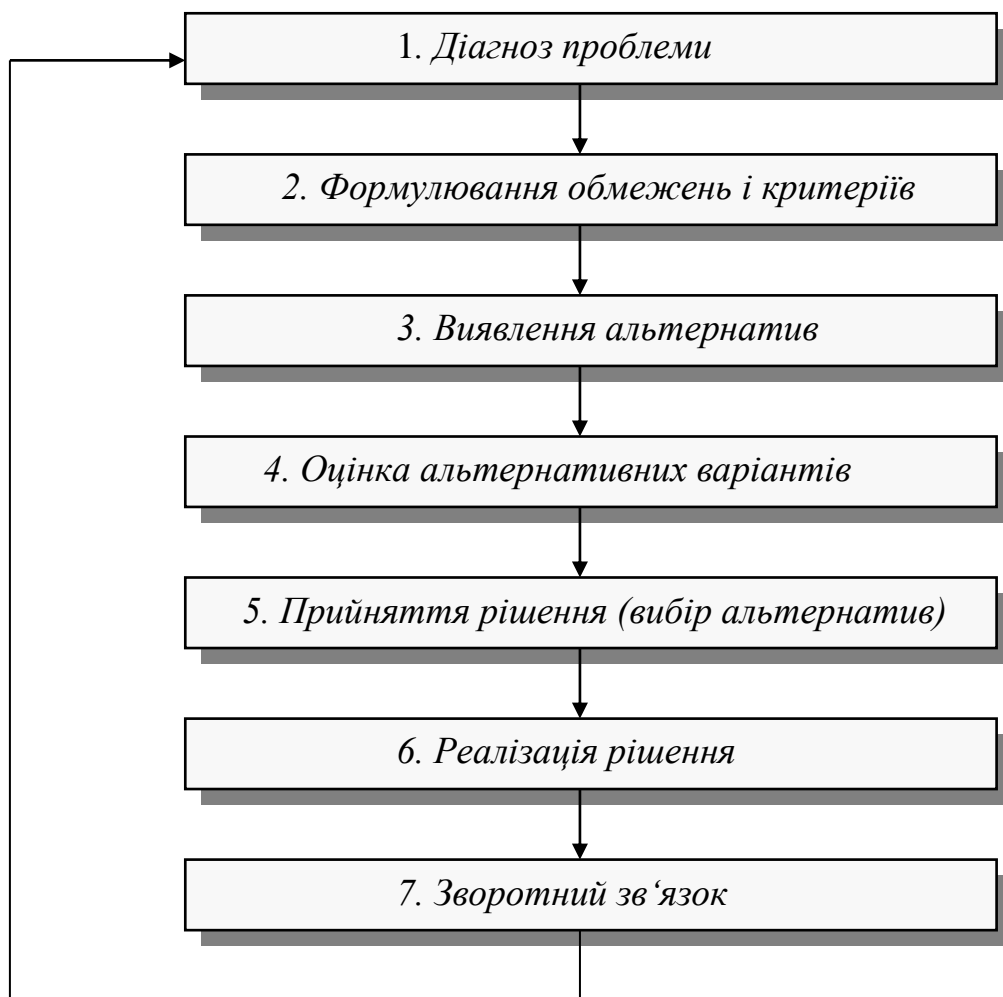 1. Діагноз проблеми
2. Формулювання обмежень і критеріїв
3. Виявлення альтернатив
4. Оцінка альтернативних варіантів
5. Прийняття рішення (вибір альтернатив)
6. Реалізація рішення
7. Зворотний зв‘язок